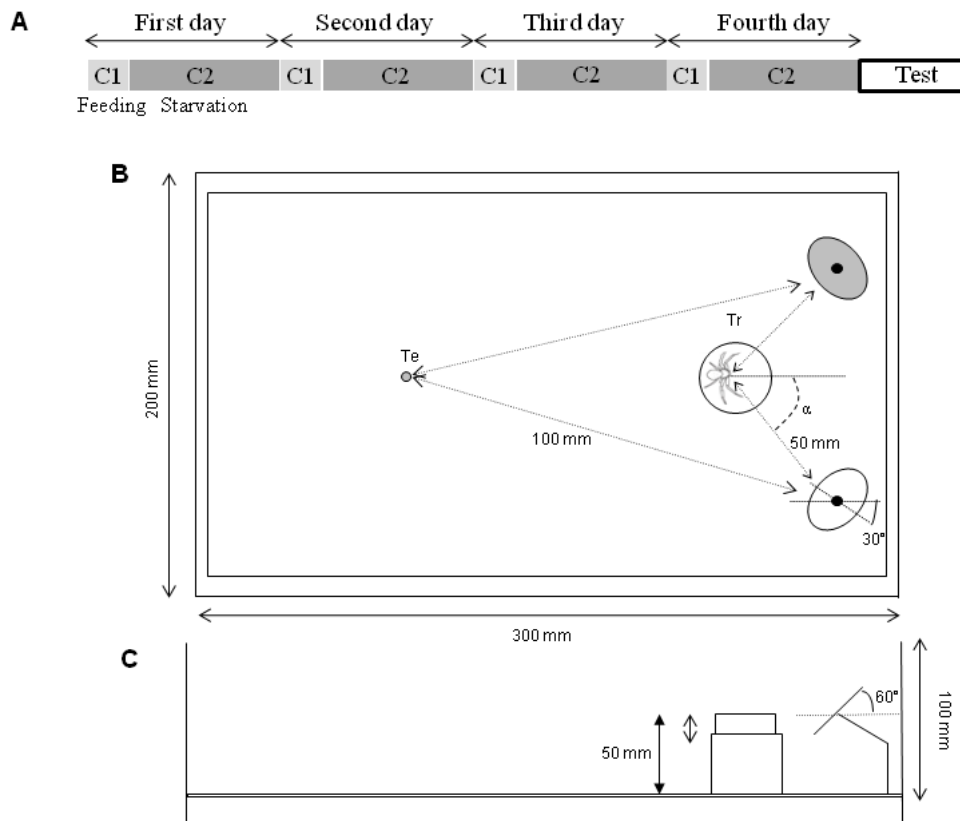 A
First day Second day Third day Fourth day
C1 C2 C1 C2 C1 C2 C1 C2 Test
Feeding Starvation
B
200 mm
Te
Tr
α
100 mm
50 mm
30°
300 mm
C
60°
50 mm
100 mm